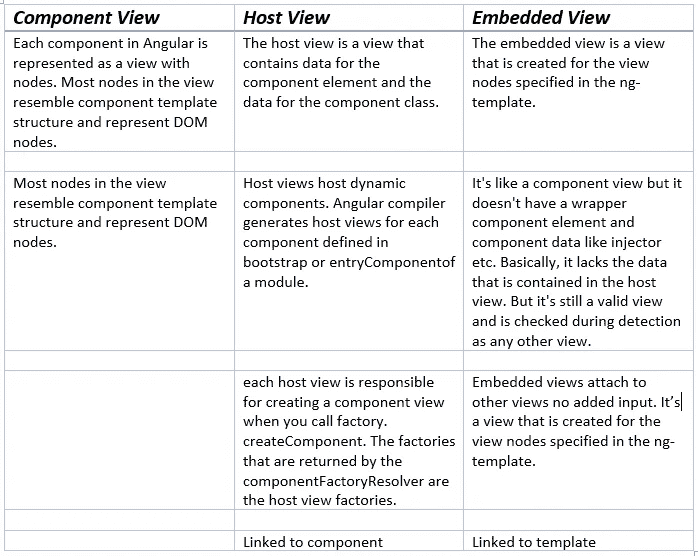 Component View
Host View
Embedded View
Each component in Angular is
represented as a view with
nodes. Most nodes in the view
resemble component template
structure and represent DOM
nodes.
The host view is a view that
contains data for the
component element and the
data for the component class.
The embedded view is a view
that is created for the view
nodes specified in the ng-
template.
Most nodes in the view
resemble component template
structure and represent DOM
nodes.
Host views host dynamic
components. Angular compiler
generates host views for each
component defined in
bootstrap or entryComponentof
a module.
It's like a component view but it
doesn't have a wrapper
component element and
component data like injector
etc. Basically, it lacks the data
that is contained in the host
view. But it's still a valid view
and is checked during detection
as any other view.
each host view is responsible
for creating a component view
when you call factory.
createComponent. The factories
that are returned by the
componentFactoryResolver are
the host view factories.
Embedded views attach to
other views no added input. It’s
a view that is created for the
view nodes specified in the ng-
template.
Linked to component
Linked to template